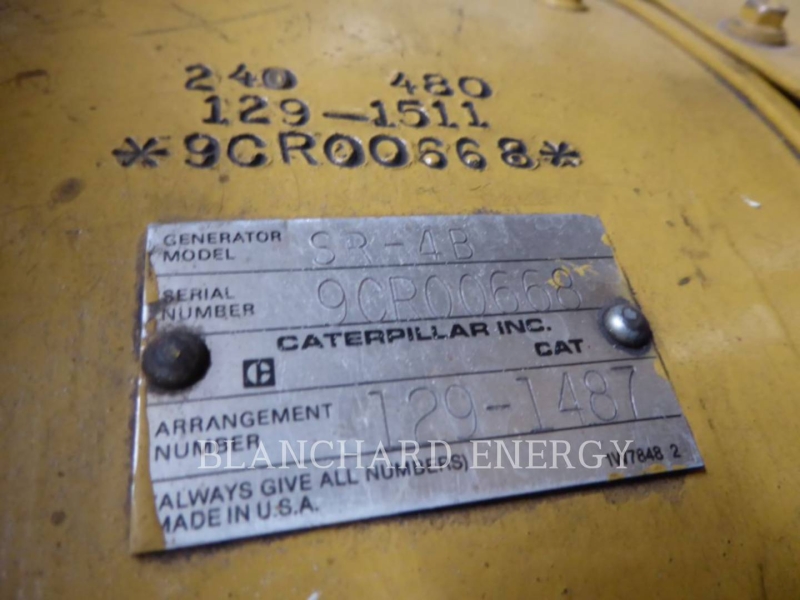 240 480
129-1511
*9CR00668*
GENERATOR MODEL SR-4B
SERIAL NUMBER 9CR00668
CATERPILLAR INC.
C CAT
ARRANGEMENT NUMBER 129-1487
BLANCHARD ENERGY
(ALWAYS GIVE ALL NUMBERS) 7848 2
MADE IN U.S.A.